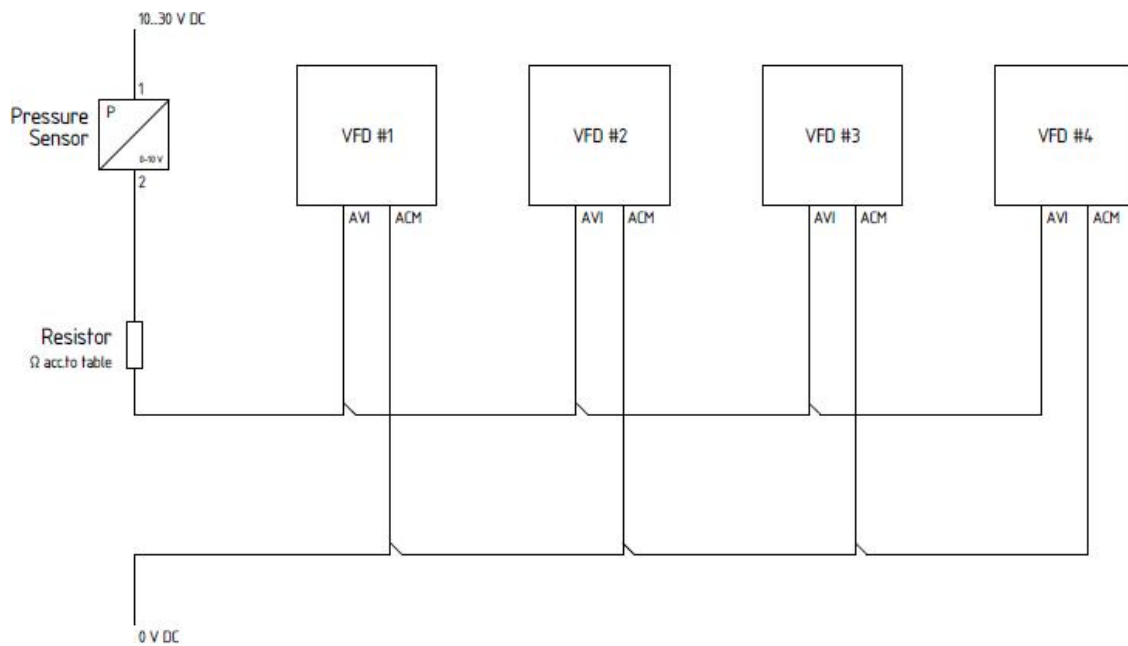 10...30 V DC
1
Pressure
Sensor
P
0-10 V
2
VFD #1
VFD #2
VFD #3
VFD #4
AVI
ACM
AVI
ACM
AVI
ACM
AVI
ACM
Resistor
Ω acc.to table
0 V DC